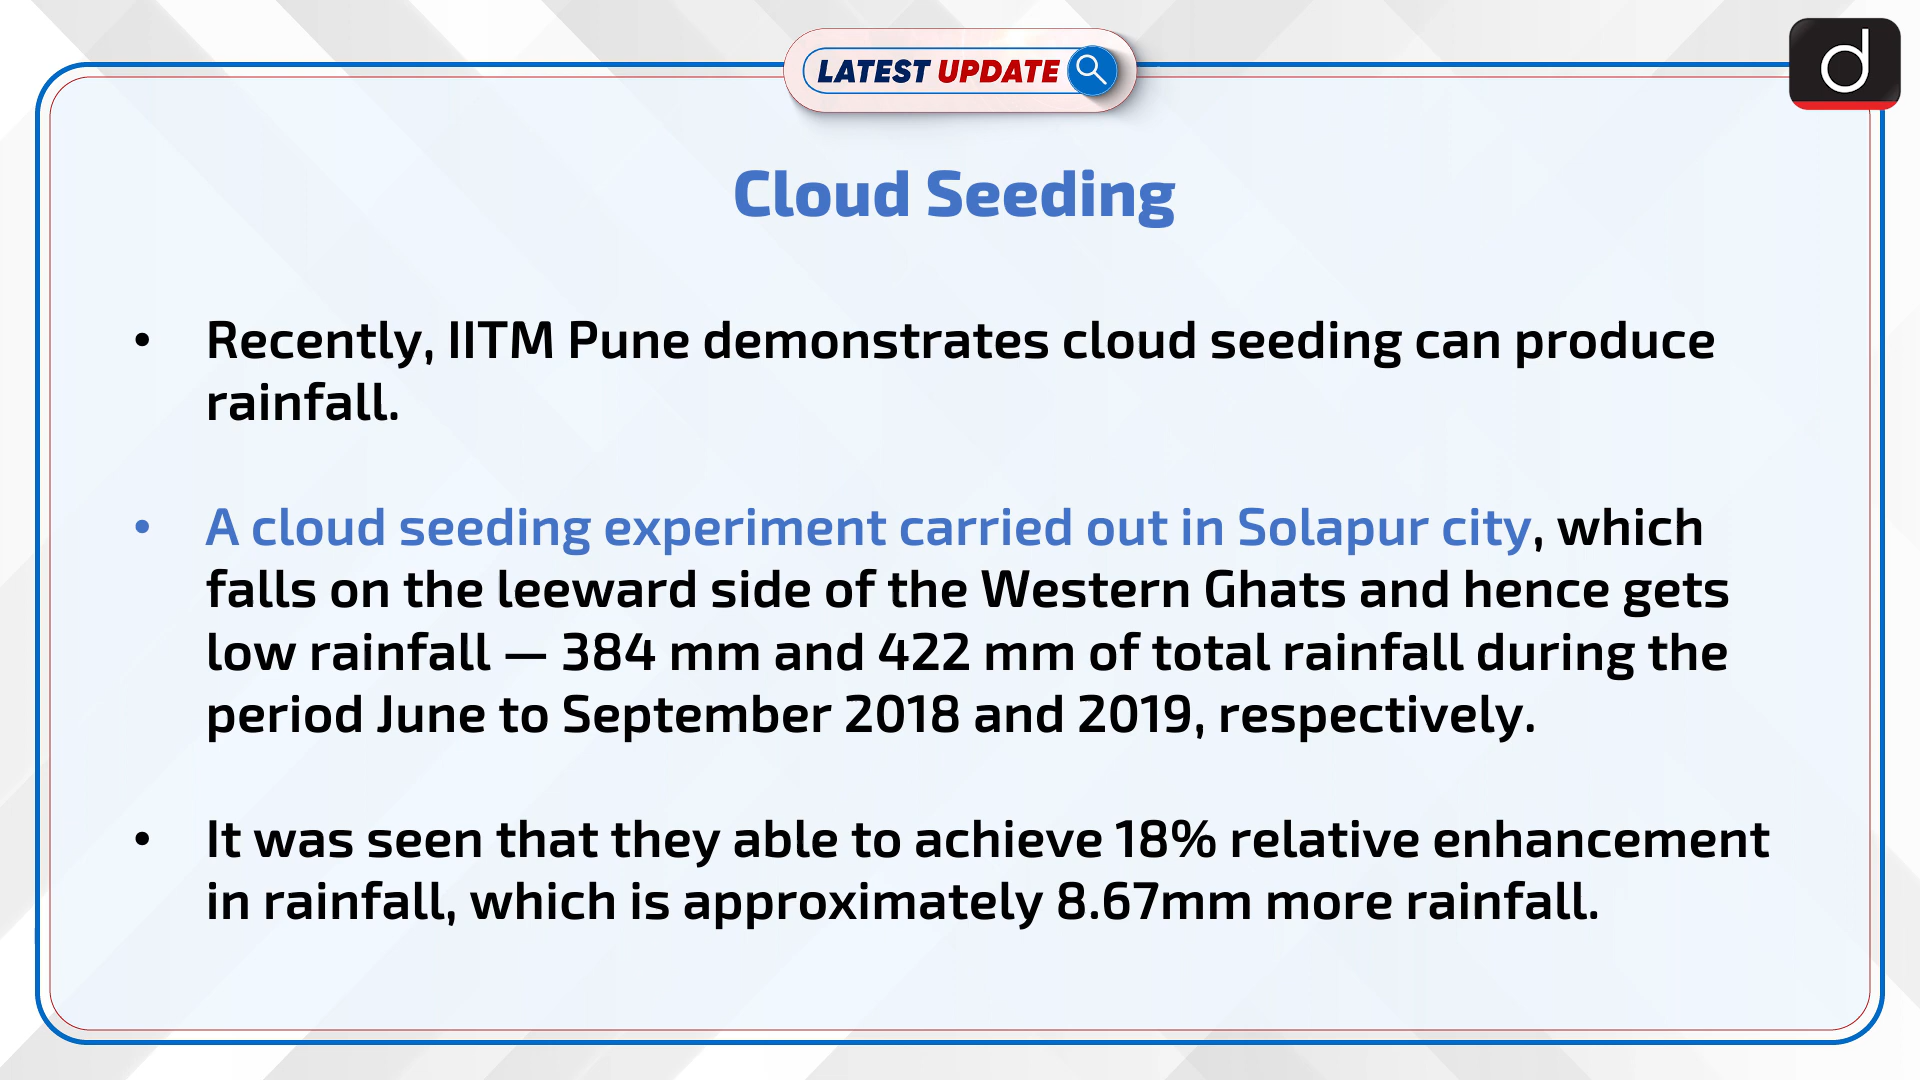 LATEST UPDATE
d
Cloud Seeding
• Recently, IITM Pune demonstrates cloud seeding can produce
rainfall.
• A cloud seeding experiment carried out in Solapur city, which
falls on the leeward side of the Western Ghats and hence gets
low rainfall — 384 mm and 422 mm of total rainfall during the
period June to September 2018 and 2019, respectively.
• It was seen that they able to achieve 18% relative enhancement
in rainfall, which is approximately 8.67mm more rainfall.